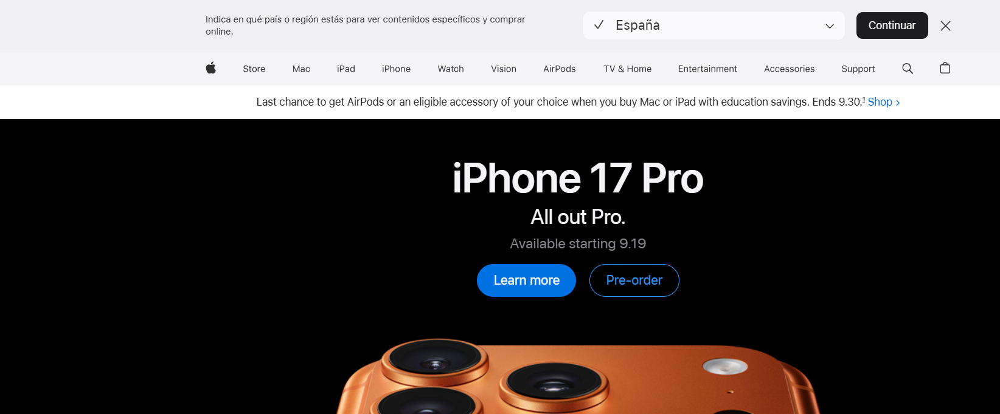 Indica en qué país o región estás para ver contenidos específicos y comprar
online.
España
Continuar
Store Mac iPad iPhone Watch Vision AirPods TV & Home Entertainment Accessories Support
Last chance to get AirPods or an eligible accessory of your choice when you buy Mac or iPad with education savings. Ends 9.30.¹ Shop >
iPhone 17 Pro
All out Pro.
Available starting 9.19
Learn more Pre-order